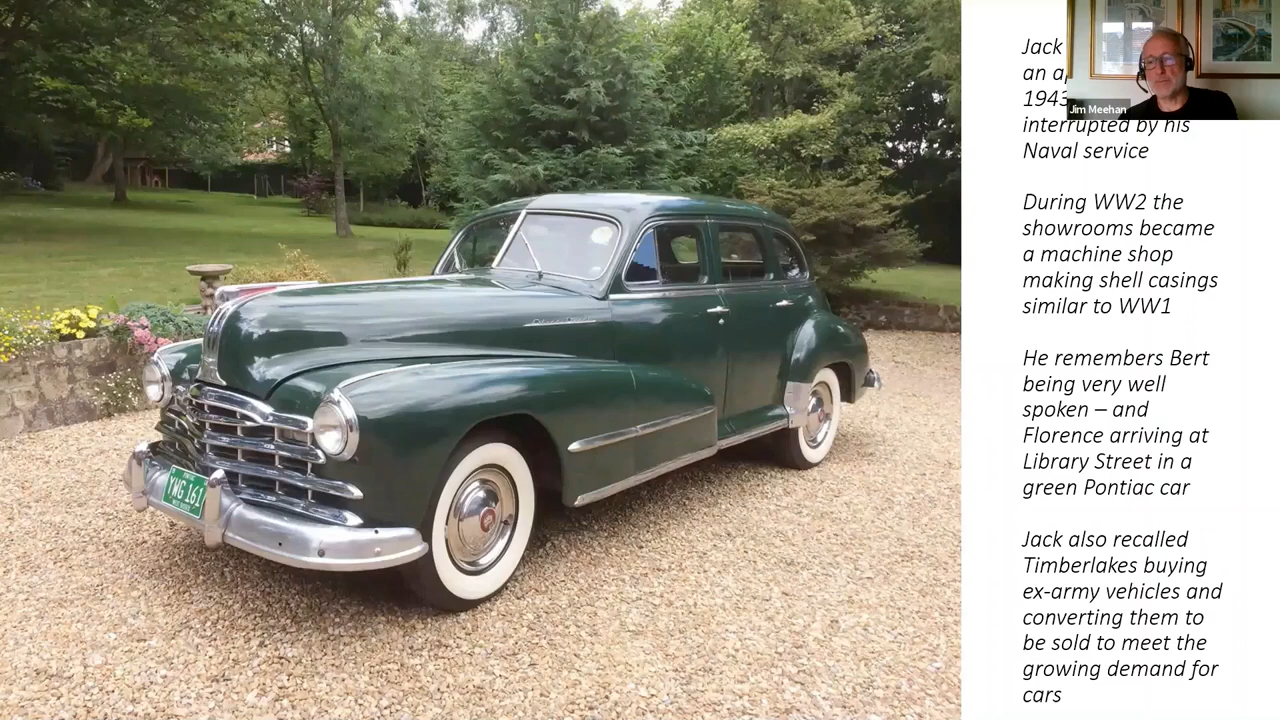 Jack
an
1943
interrupted by his
Naval service
During WW2 the
showrooms became
a machine shop
making shell casings
similar to WW1
He remembers Bert
being very well
spoken – and
Florence arriving at
Library Street in a
green Pontiac car
Jack also recalled
Timberlakes buying
ex-army vehicles and
converting them to
be sold to meet the
growing demand for
cars
Jim Meehan
YWG 161